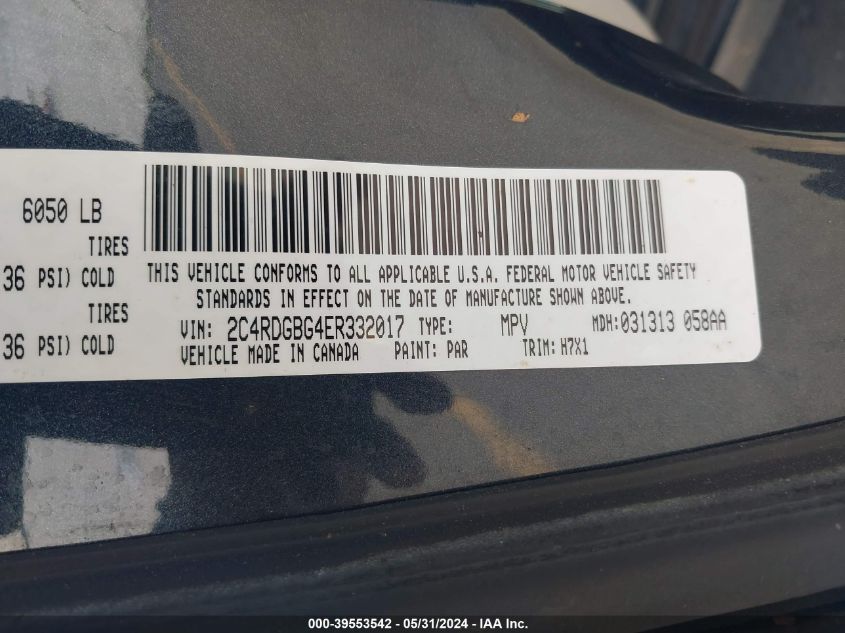 6050 LB
TIRES
36 PSI) COLD
TIRES
36 PSI) COLD
THIS VEHICLE CONFORMS TO ALL APPLICABLE U.S.A. FEDERAL MOTOR VEHICLE SAFETY
STANDARDS IN EFFECT ON THE DATE OF MANUFACTURE SHOWN ABOVE.
VIN: 2C4RDGBG4ER332017 TYPE: MPV MDH: 031313 058AA
VEHICLE MADE IN CANADA PAINT: PAR TRIM: H7X1
000-39553542 - 05/31/2024 - IAA Inc.